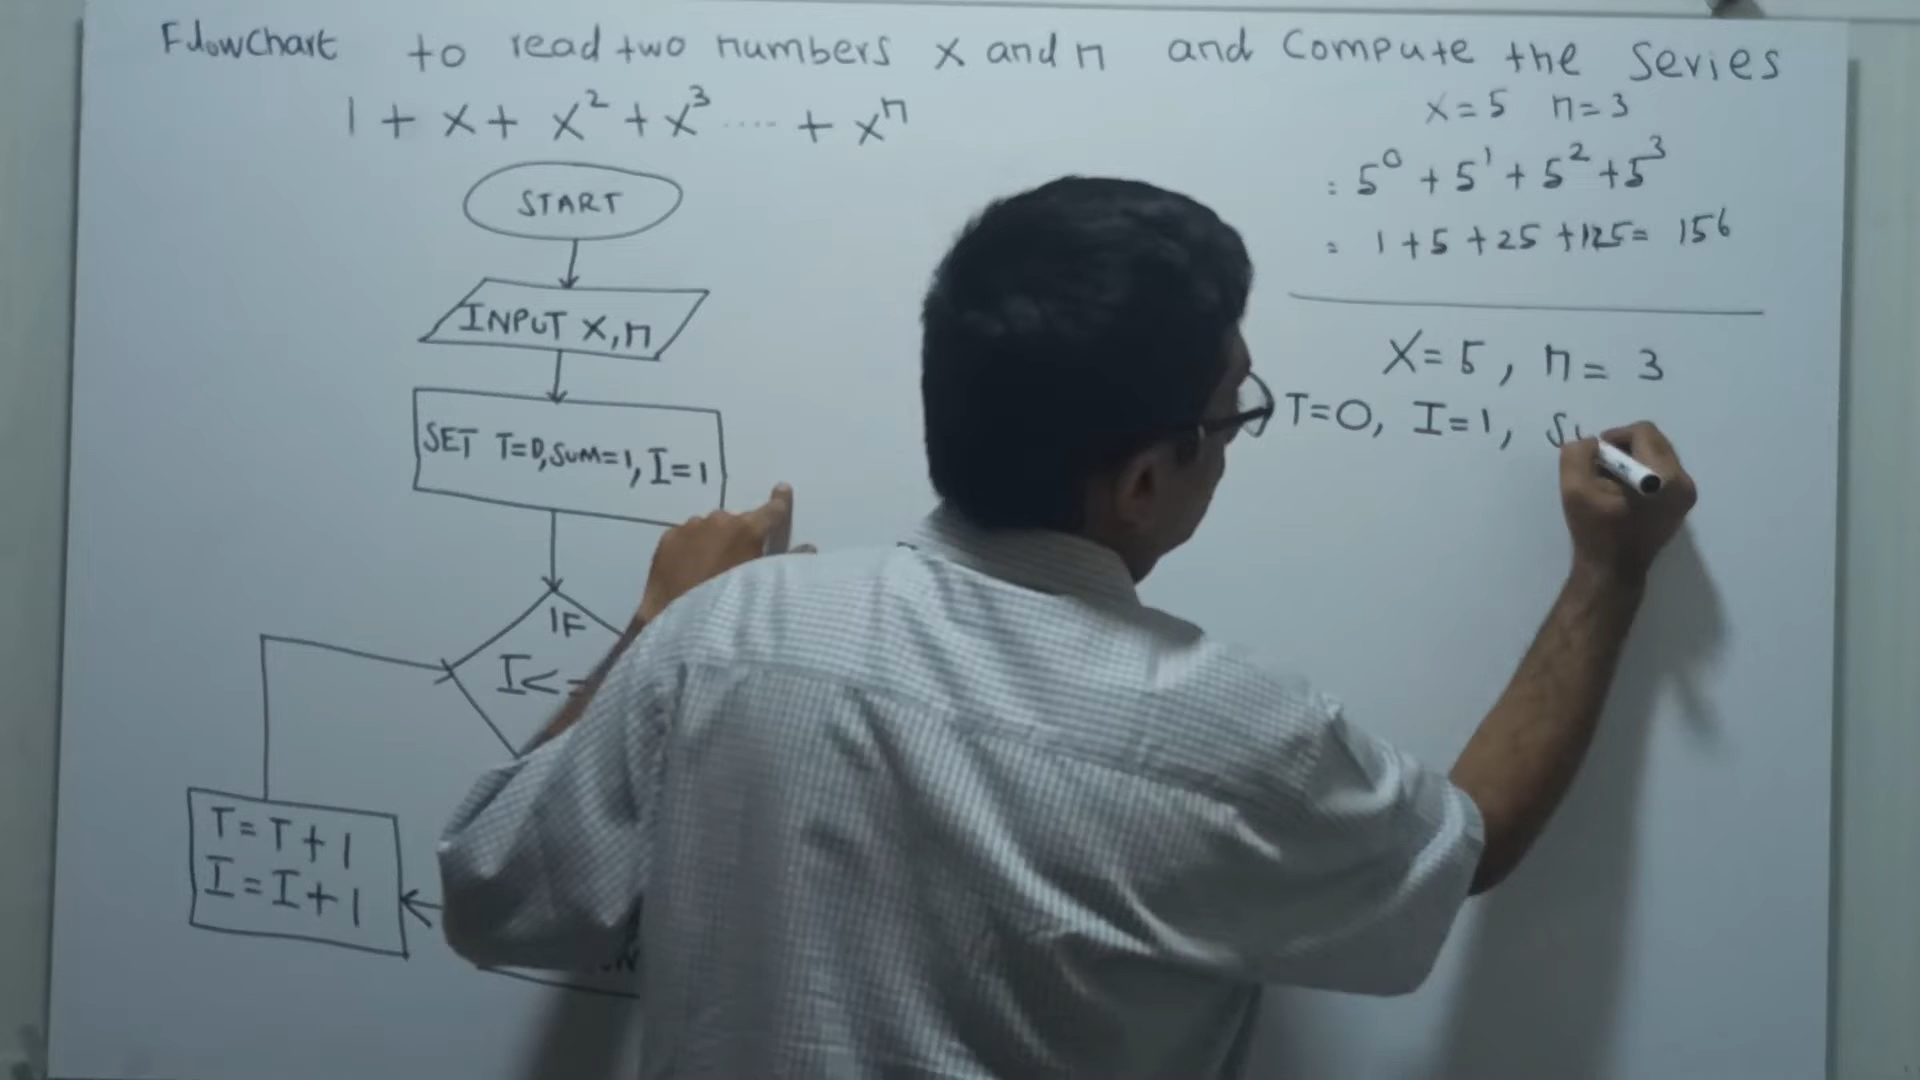 Flowchart to read two numbers x and n and Compute the Series
1 + x + x² + x³ ..... + xⁿ
x = 5 n = 3
: 5⁰ + 5¹ + 5² + 5³
= 1 + 5 + 25 + 125 = 156
START
INPUT X, n
SET T=0, SUM=1, I=1
X = 5, n = 3
T=0, I=1, Su
IF
I<=
T = T + 1
I = I + 1